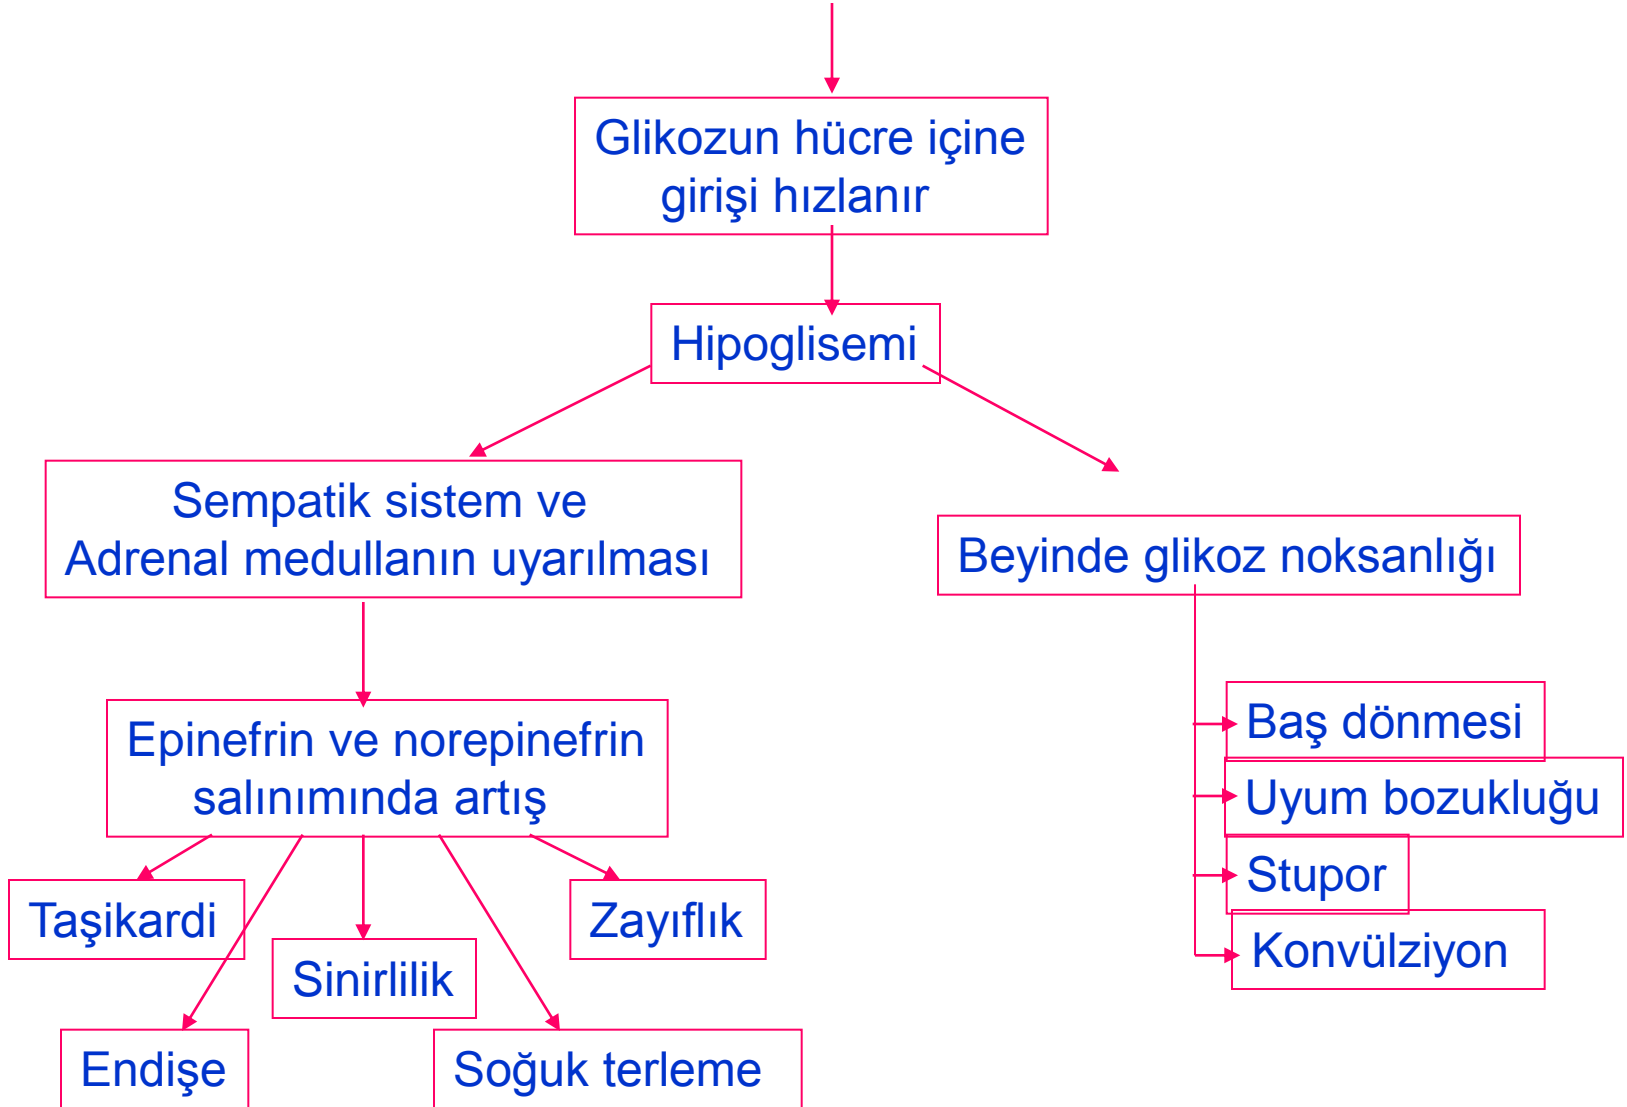 Glikozun hücre içine
girişi hızlanır
Hipoglisemi
Sempatik sistem ve
Adrenal medullanın uyarılması
Beyinde glikoz noksanlığı
Epinefrin ve norepinefrin
salınımında artış
Taşikardi
Endişe
Sinirlilik
Soğuk terleme
Zayıflık
Baş dönmesi
Uyum bozukluğu
Stupor
Konvülziyon